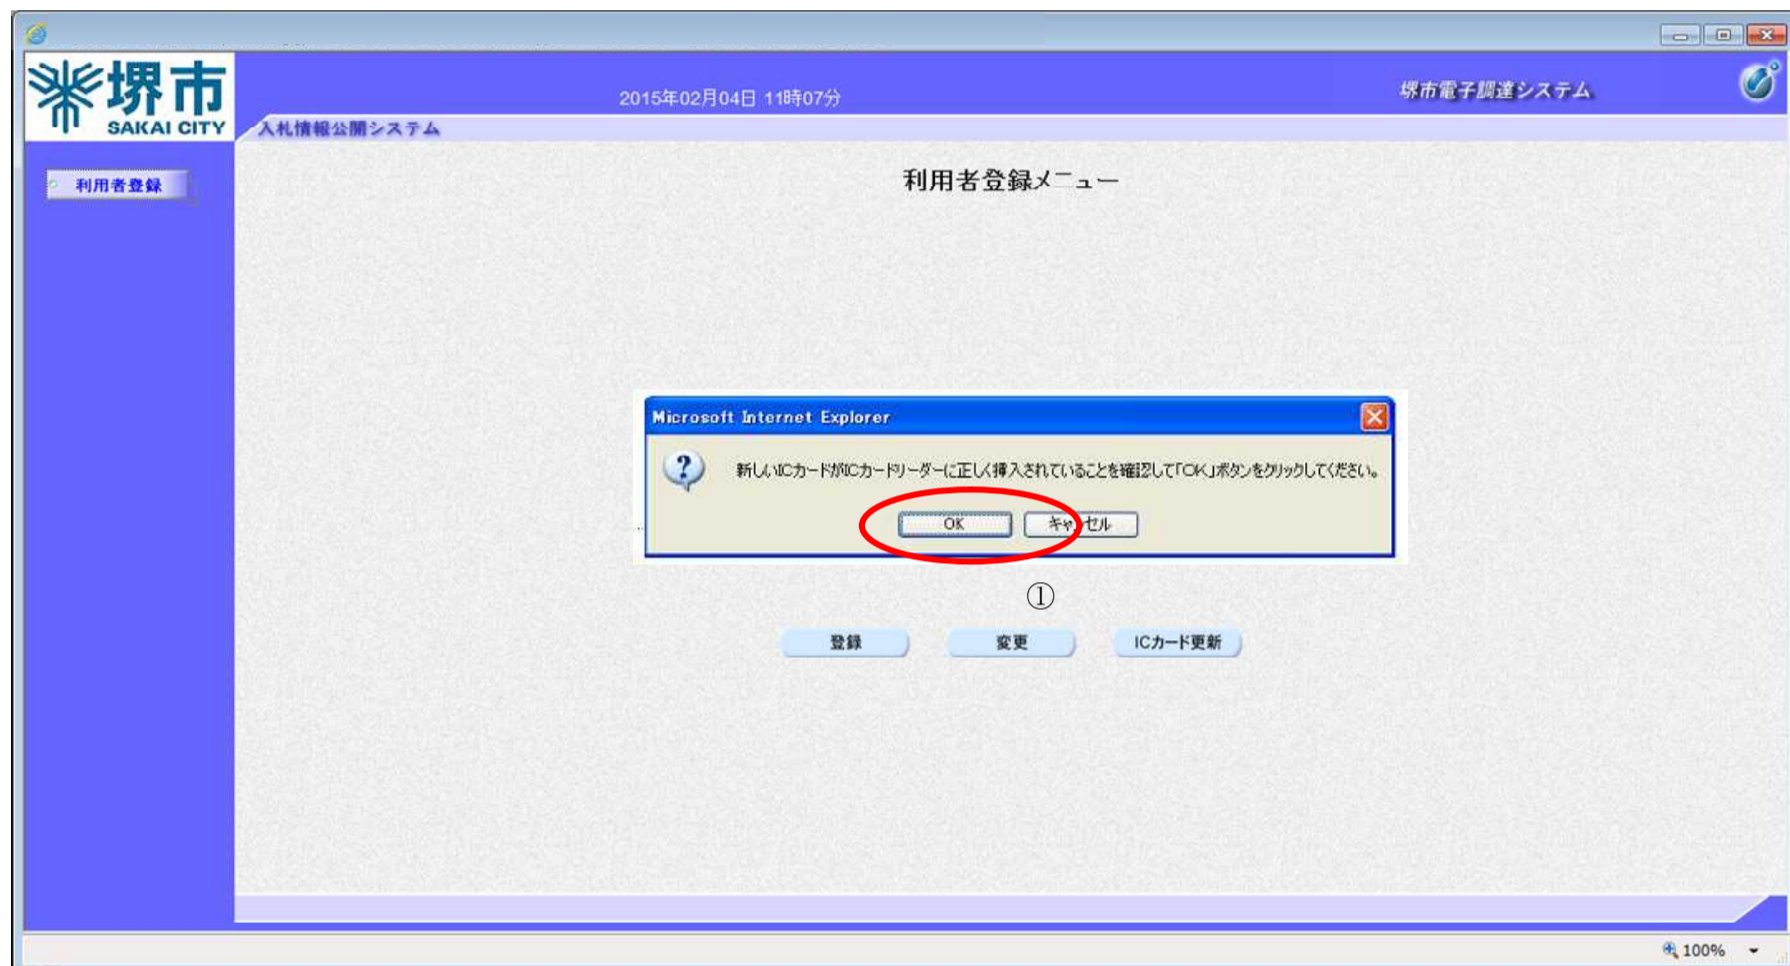 堺市
SAKAI CITY
2015年02月04日 11時07分
堺市電子調達システム
入札情報公開システム
利用者登録
利用者登録メニュー
Microsoft Internet Explorer
新しいICカードがICカードリーダーに正しく挿入されていることを確認して「OK」ボタンをクリックしてください。
OK キャンセル
①
登録 変更 ICカード更新
100%